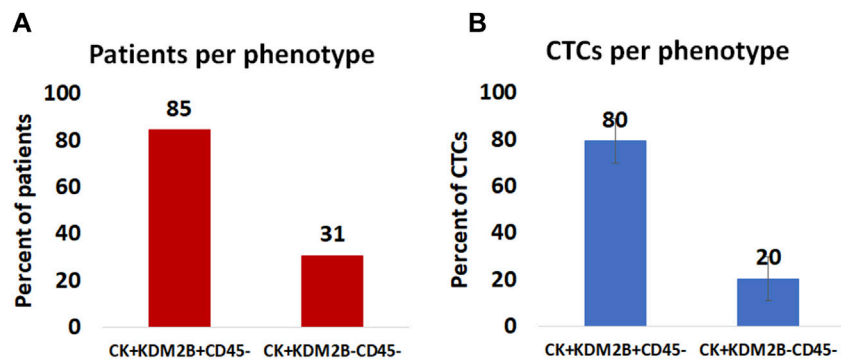 A
Patients per phenotype
Percent of patients
100
80
60
40
20
0
85
31
CK+KDM2B+CD45- CK+KDM2B-CD45-
B
CTCs per phenotype
Percent of CTCs
100
80
60
40
20
0
80
20
CK+KDM2B+CD45- CK+KDM2B-CD45-